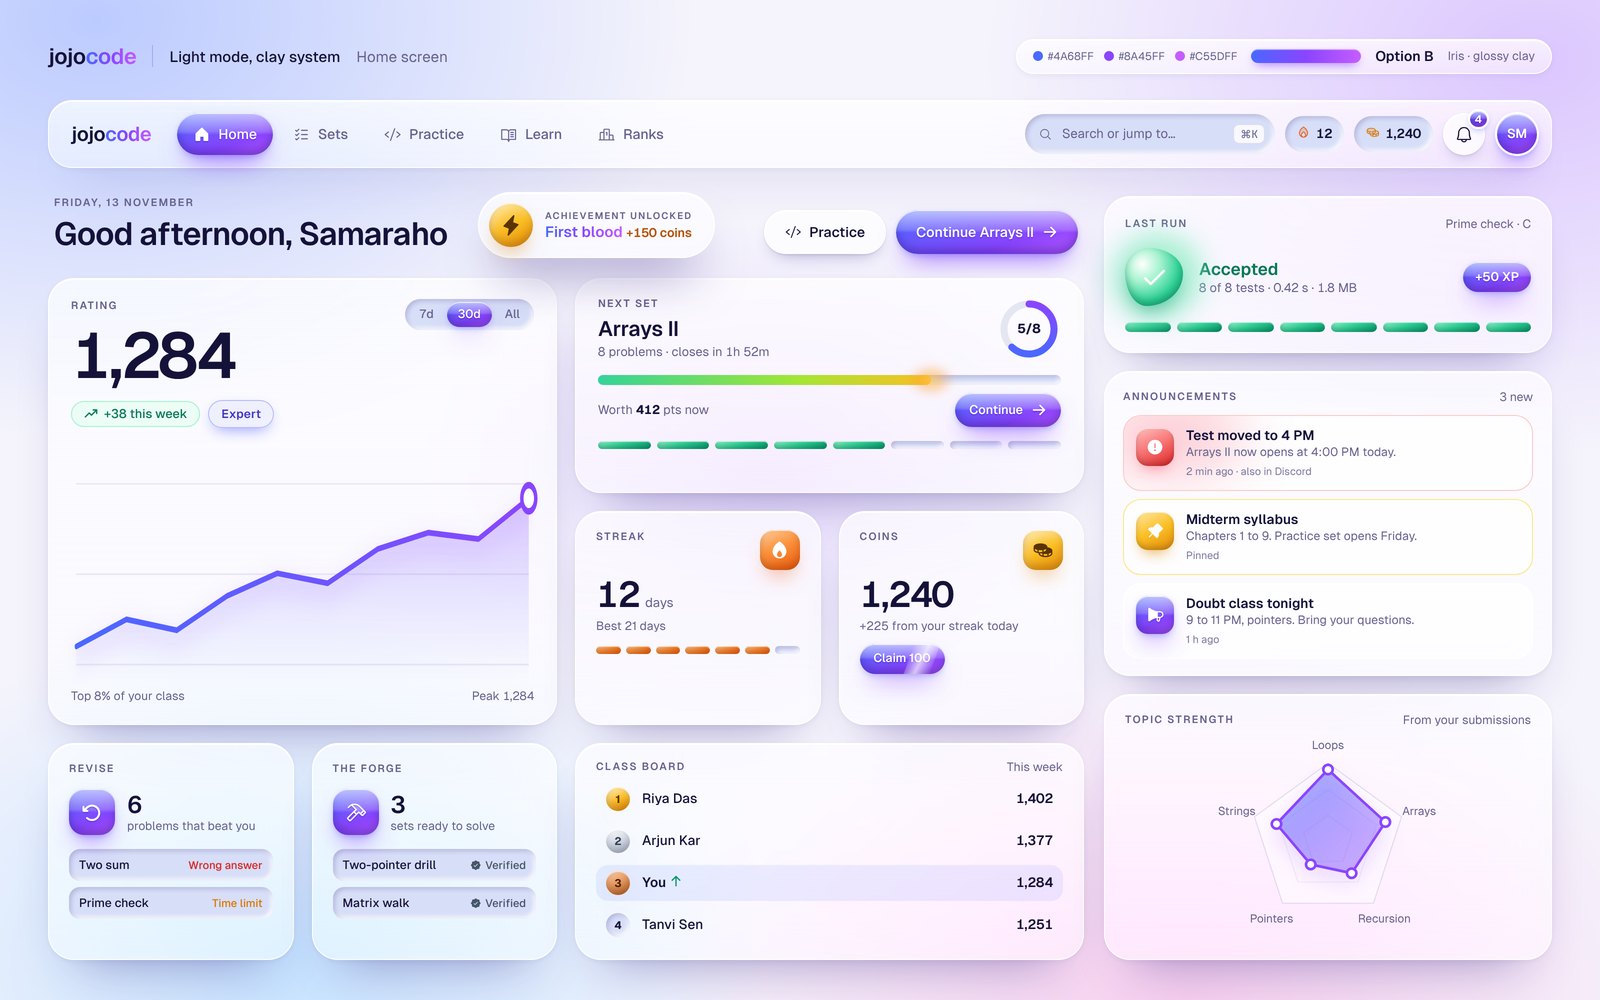 jojocode
Light mode, clay system Home screen
#4A68FF #8A45FF #C55DFF Option B Iris · glossy clay
jojocode
Home Sets Practice Learn Ranks
Search or jump to... ⌘K
12
1,240
4
SM
FRIDAY, 13 NOVEMBER
Good afternoon, Samaraho
ACHIEVEMENT UNLOCKED
First blood +150 coins
Practice
Continue Arrays II
RATING
7d 30d All
1,284
+38 this week Expert
Top 8% of your class Peak 1,284
NEXT SET
Arrays II
8 problems · closes in 1h 52m
5/8
Worth 412 pts now
Continue
STREAK
12 days
Best 21 days
COINS
1,240
+225 from your streak today
Claim 100
LAST RUN Prime check · C
Accepted
8 of 8 tests · 0.42 s · 1.8 MB
+50 XP
ANNOUNCEMENTS 3 new
Test moved to 4 PM
Arrays II now opens at 4:00 PM today.
2 min ago · also in Discord
Midterm syllabus
Chapters 1 to 9. Practice set opens Friday.
Pinned
Doubt class tonight
9 to 11 PM, pointers. Bring your questions.
1 h ago
REVISE
6
problems that beat you
Two sum Wrong answer
Prime check Time limit
THE FORGE
3
sets ready to solve
Two-pointer drill Verified
Matrix walk Verified
CLASS BOARD This week
1 Riya Das 1,402
2 Arjun Kar 1,377
3 You ↑ 1,284
4 Tanvi Sen 1,251
TOPIC STRENGTH From your submissions
Loops
Strings Arrays
Pointers Recursion